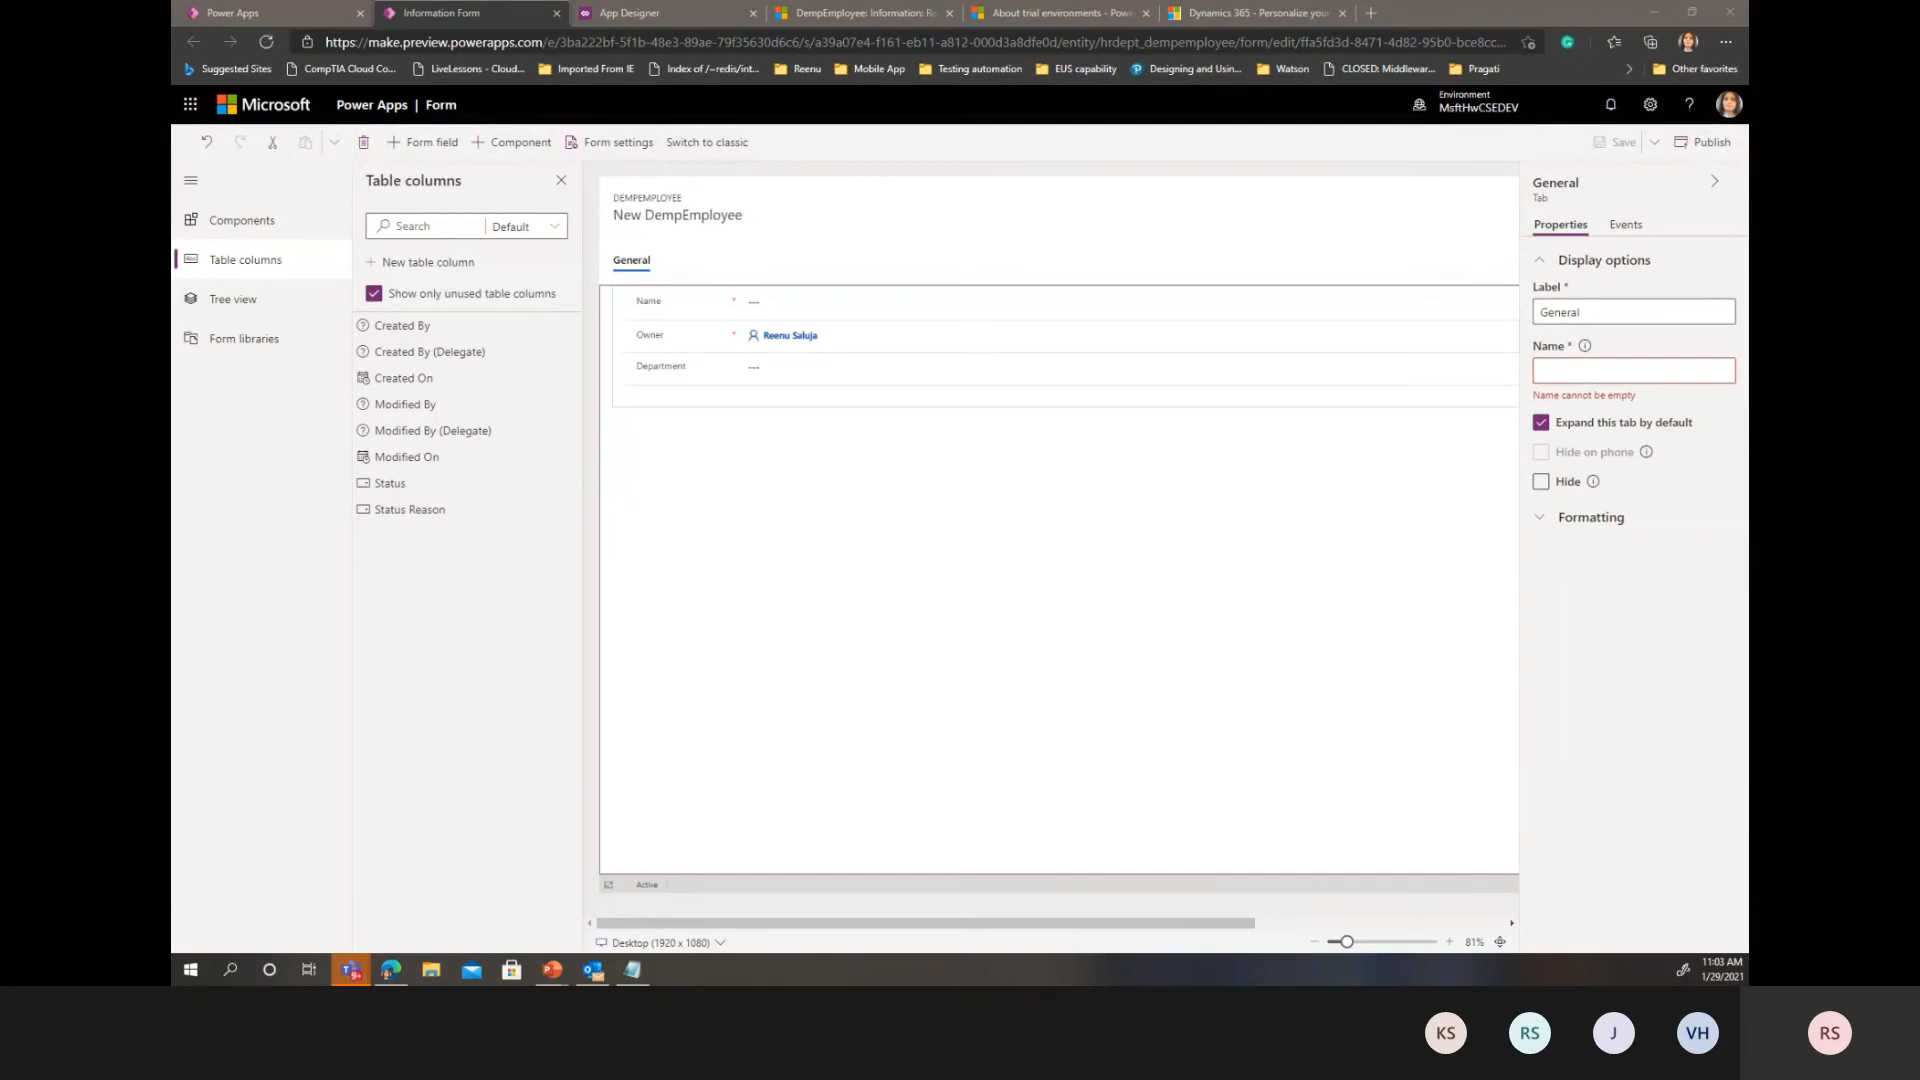 Power Apps
Information Form
App Designer
DempEmployee: Information: Re
About trial environments - Powe
Dynamics 365 - Personalize your
https://make.preview.powerapps.com/e/3ba222bf-5f1b-48e3-89ae-79f35630d6c6/s/a39a07e4-f161-eb11-a812-000d3a8dfe0d/entity/hrdept_dempemployee/form/edit/ffa5fd3d-8471-4d82-95b0-bce8cc...
Suggested Sites
CompTIA Cloud Co...
LiveLessons - Cloud...
Imported From IE
Index of /~redis/int...
Reenu
Mobile App
Testing automation
EUS capability
Designing and Usin...
Watson
CLOSED: Middlewar...
Pragati
Other favorites
Microsoft
Power Apps | Form
Environment
MsftHwCSEDEV
Form field
Component
Form settings
Switch to classic
Save
Publish
Components
Table columns
Tree view
Form libraries
Table columns
Search
Default
New table column
Show only unused table columns
Created By
Created By (Delegate)
Created On
Modified By
Modified By (Delegate)
Modified On
Status
Status Reason
DEMPEMPLOYEE
New DempEmployee
General
Name * ---
Owner * Reenu Saluja
Department ---
Active
Desktop (1920 x 1080)
81%
General
Tab
Properties
Events
Display options
Label *
General
Name *
Name cannot be empty
Expand this tab by default
Hide on phone
Hide
Formatting
11:03 AM
1/29/2021
KS
RS
J
VH
RS